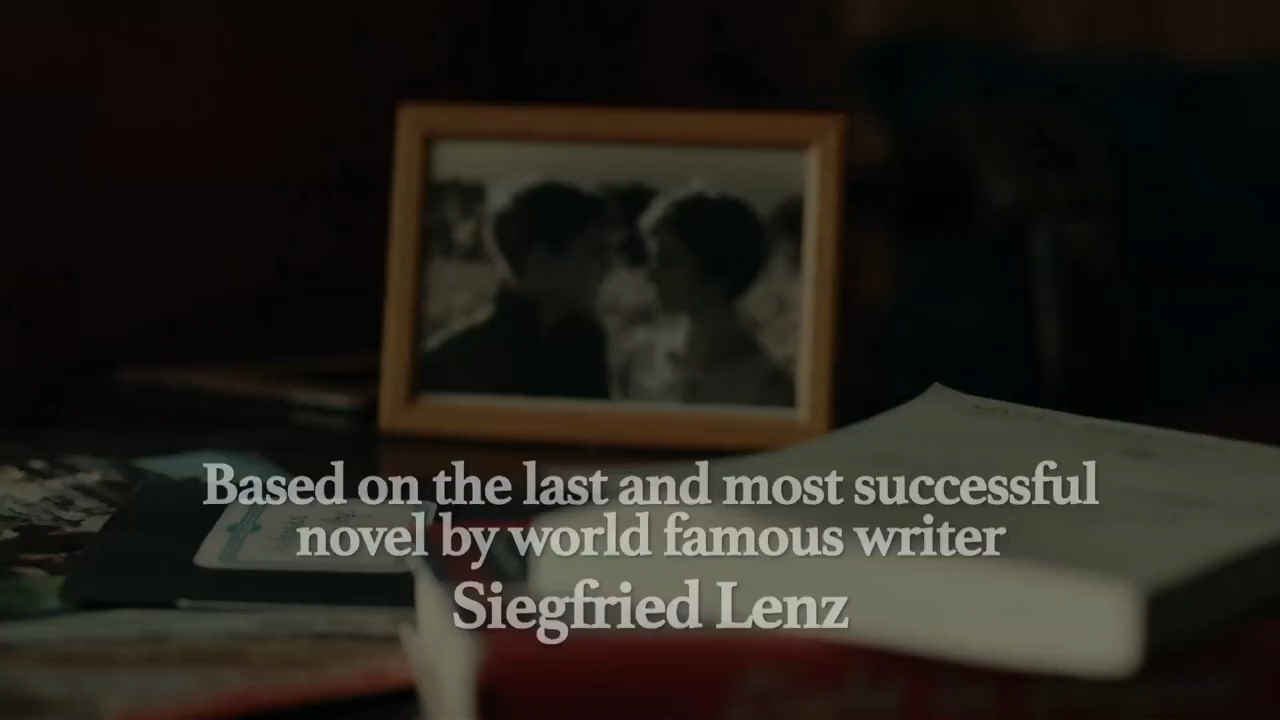 Based on the last and most successful
novel by world famous writer
Siegfried Lenz